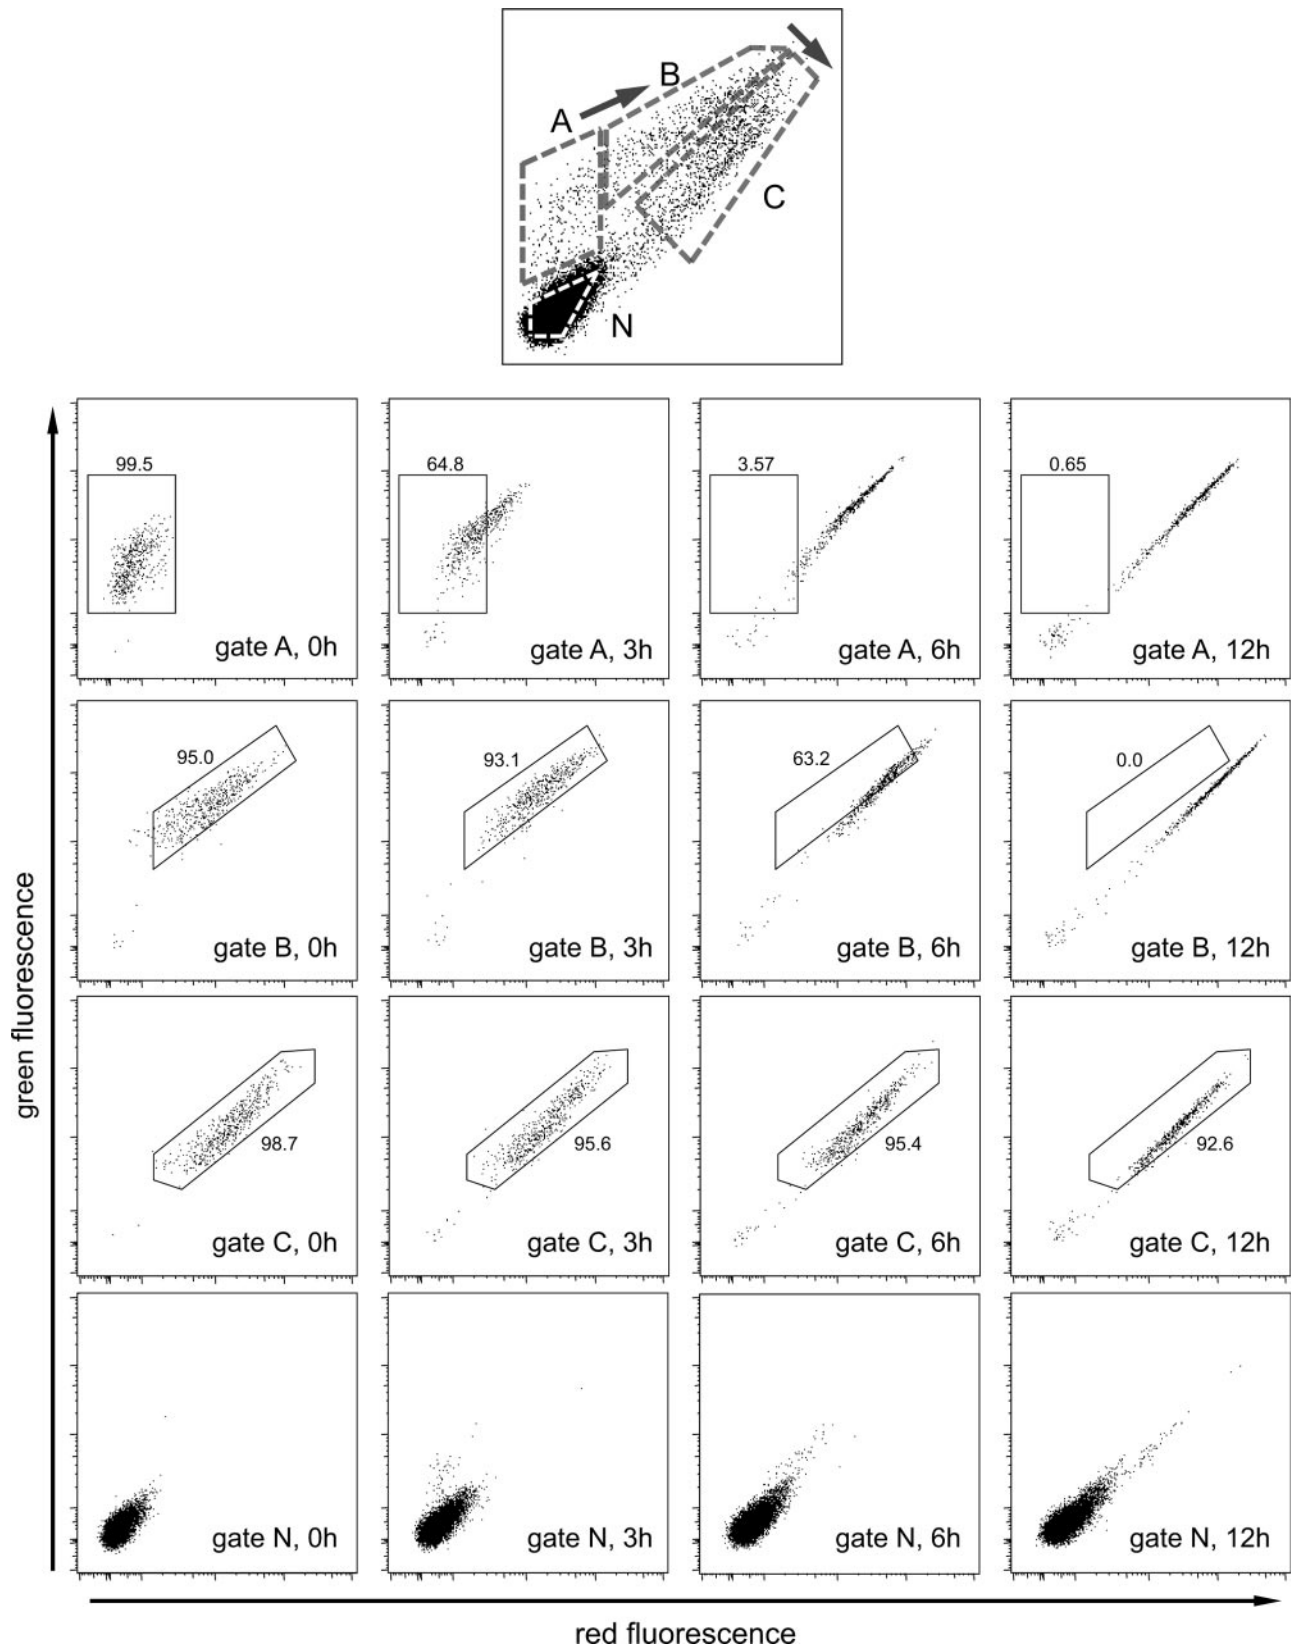 B
A
C
N
99.5
64.8
3.57
0.65
gate A, 0h
gate A, 3h
gate A, 6h
gate A, 12h
95.0
93.1
63.2
0.0
gate B, 0h
gate B, 3h
gate B, 6h
gate B, 12h
98.7
95.6
95.4
92.6
gate C, 0h
gate C, 3h
gate C, 6h
gate C, 12h
gate N, 0h
gate N, 3h
gate N, 6h
gate N, 12h
green fluorescence
red fluorescence